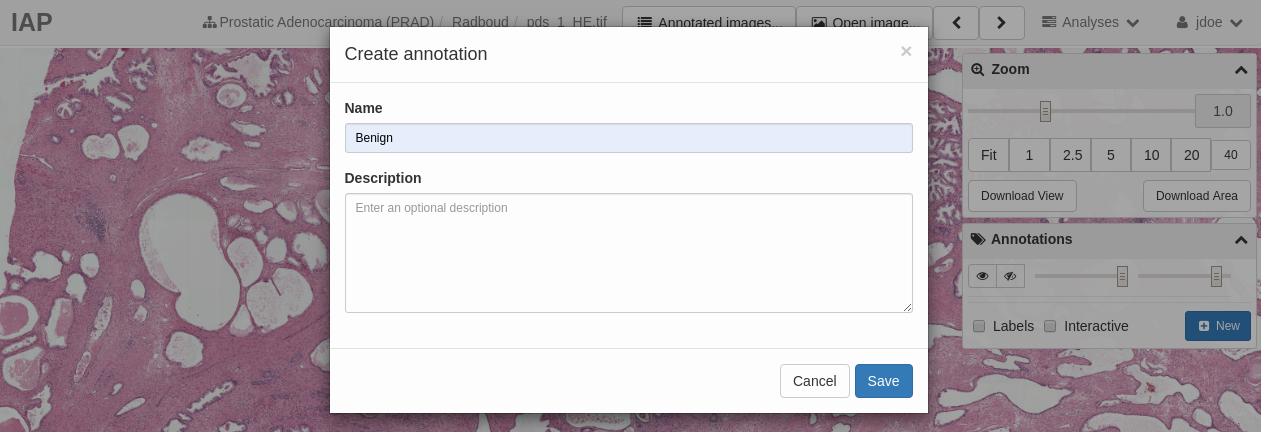 IAP
Prostatic Adenocarcinoma (PRAD) / Radboud / pds_1_HE.tif
Annotated images...
Open image...
Analyses
jdoe
Create annotation
×
Name
Benign
Description
Enter an optional description
Cancel
Save
Zoom
1.0
Fit 1 2.5 5 10 20 40
Download View
Download Area
Annotations
Labels
Interactive
New